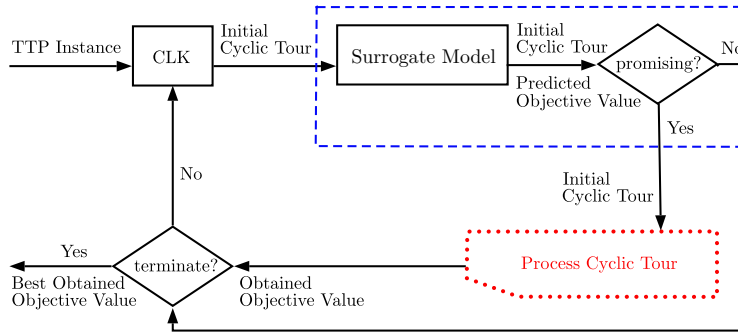 TTP Instance
CLK
Initial
Cyclic Tour
Surrogate Model
Initial
Cyclic Tour
Predicted
Objective Value
promising?
No
Yes
Initial
Cyclic Tour
Process Cyclic Tour
Obtained
Objective Value
terminate?
No
Yes
Best Obtained
Objective Value